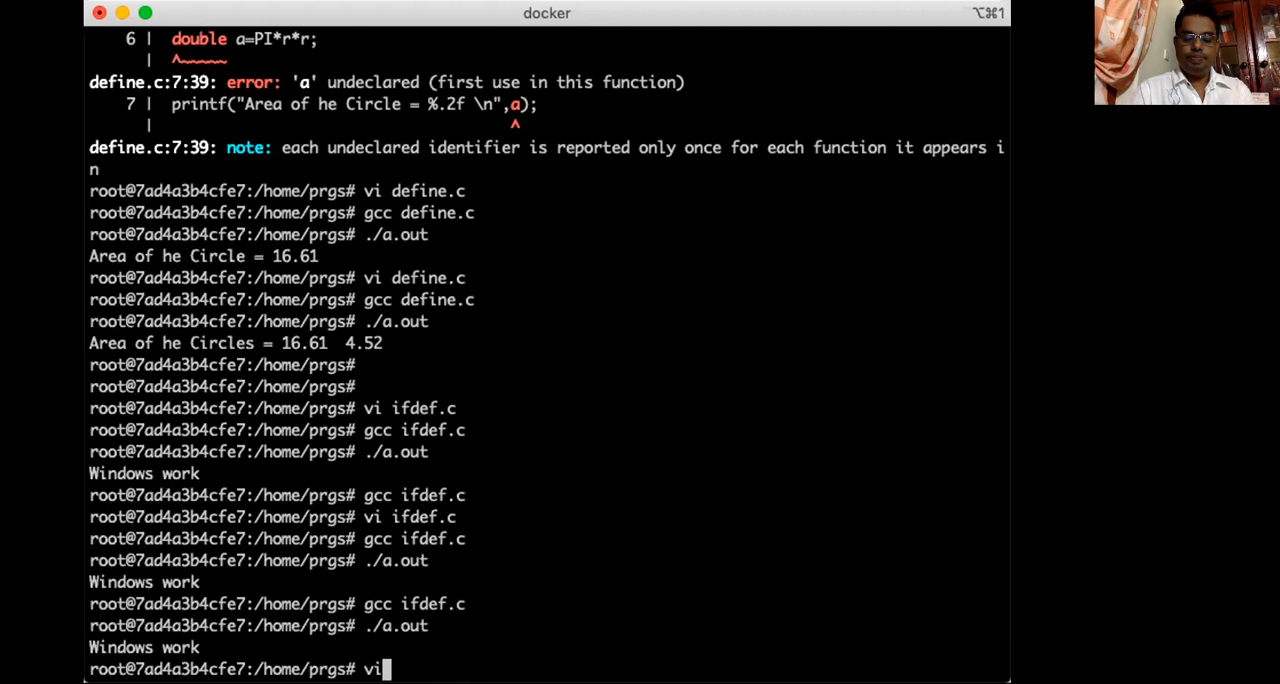 docker
⌥⌘1
6 | double a=PI*r*r;
| ^~~~~~
define.c:7:39: error: 'a' undeclared (first use in this function)
7 | printf("Area of he Circle = %.2f \n",a);
| ^
define.c:7:39: note: each undeclared identifier is reported only once for each function it appears i
n
root@7ad4a3b4cfe7:/home/prgs# vi define.c
root@7ad4a3b4cfe7:/home/prgs# gcc define.c
root@7ad4a3b4cfe7:/home/prgs# ./a.out
Area of he Circle = 16.61
root@7ad4a3b4cfe7:/home/prgs# vi define.c
root@7ad4a3b4cfe7:/home/prgs# gcc define.c
root@7ad4a3b4cfe7:/home/prgs# ./a.out
Area of he Circles = 16.61  4.52
root@7ad4a3b4cfe7:/home/prgs#
root@7ad4a3b4cfe7:/home/prgs#
root@7ad4a3b4cfe7:/home/prgs# vi ifdef.c
root@7ad4a3b4cfe7:/home/prgs# gcc ifdef.c
root@7ad4a3b4cfe7:/home/prgs# ./a.out
Windows work
root@7ad4a3b4cfe7:/home/prgs# gcc ifdef.c
root@7ad4a3b4cfe7:/home/prgs# vi ifdef.c
root@7ad4a3b4cfe7:/home/prgs# gcc ifdef.c
root@7ad4a3b4cfe7:/home/prgs# ./a.out
Windows work
root@7ad4a3b4cfe7:/home/prgs# gcc ifdef.c
root@7ad4a3b4cfe7:/home/prgs# ./a.out
Windows work
root@7ad4a3b4cfe7:/home/prgs# vi